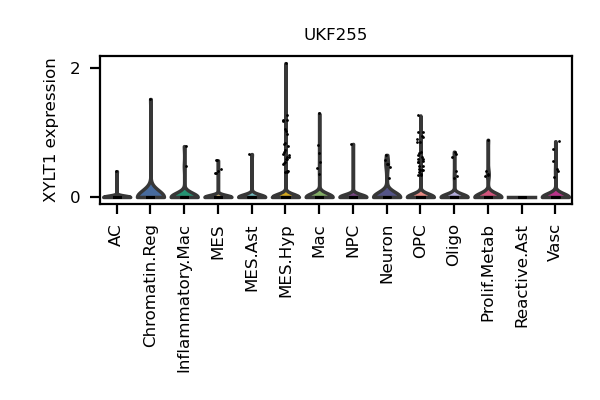 UKF255
XYLT1 expression
2
0
AC
Chromatin.Reg
Inflammatory.Mac
MES
MES.Ast
MES.Hyp
Mac
NPC
Neuron
OPC
Oligo
Prolif.Metab
Reactive.Ast
Vasc